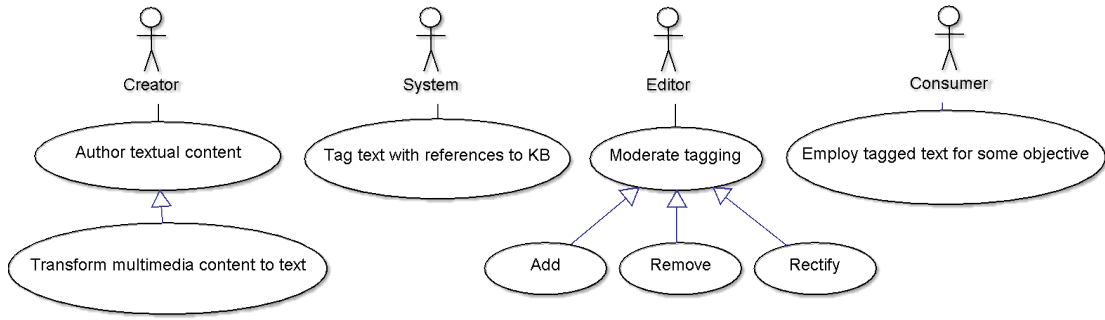 Creator
System
Editor
Consumer
Author textual content
Tag text with references to KB
Moderate tagging
Employ tagged text for some objective
Transform multimedia content to text
Add
Remove
Rectify